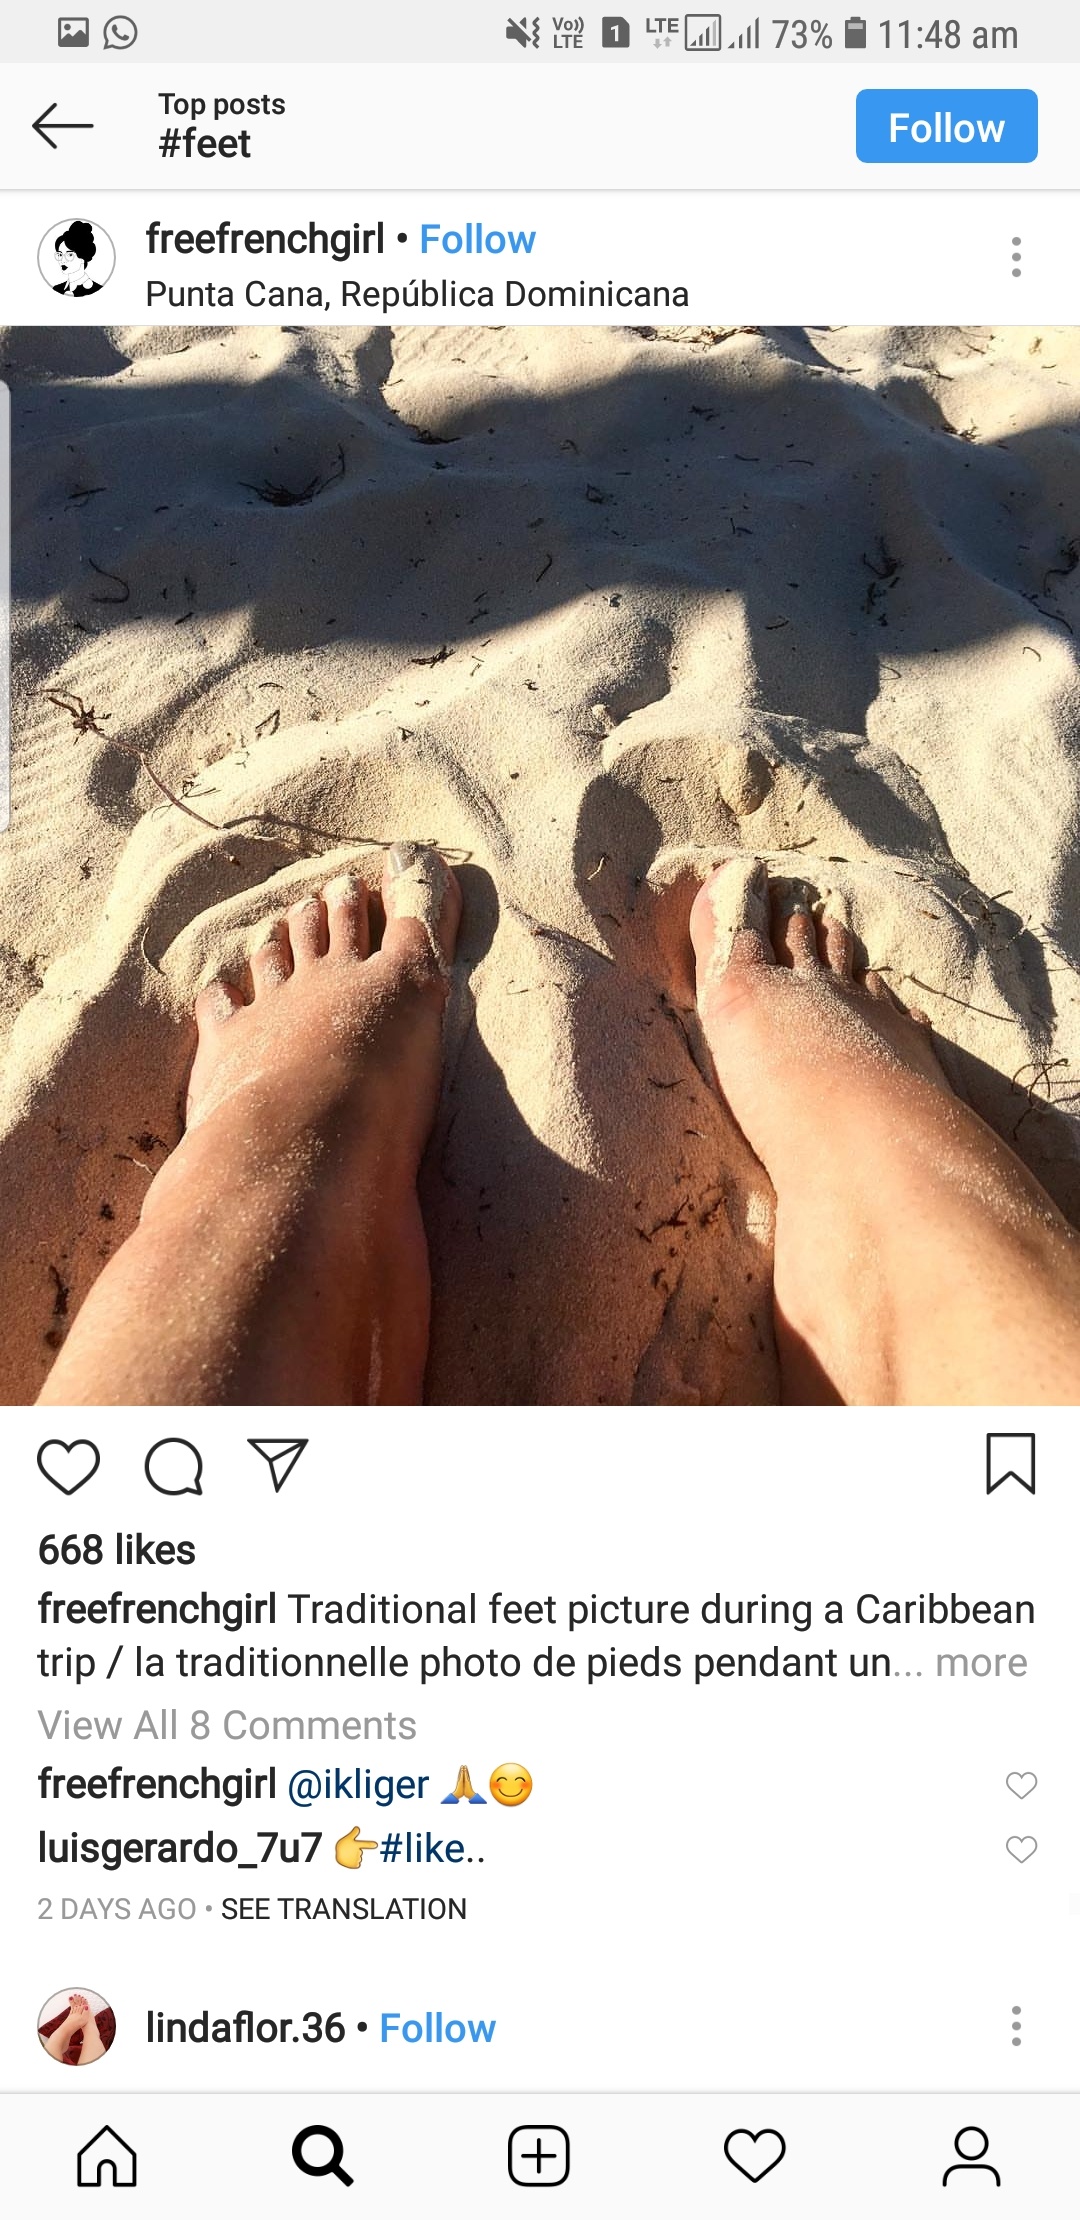 Vo)) LTE 1 LTE 73% 11:48 am
Top posts
#feet
Follow
freefrenchgirl • Follow
Punta Cana, República Dominicana
668 likes
freefrenchgirl Traditional feet picture during a Caribbean
trip / la traditionnelle photo de pieds pendant un... more
View All 8 Comments
freefrenchgirl @ikliger 🙏😊
luisgerardo_7u7 👉#like..
2 DAYS AGO • SEE TRANSLATION
lindaflor.36 • Follow